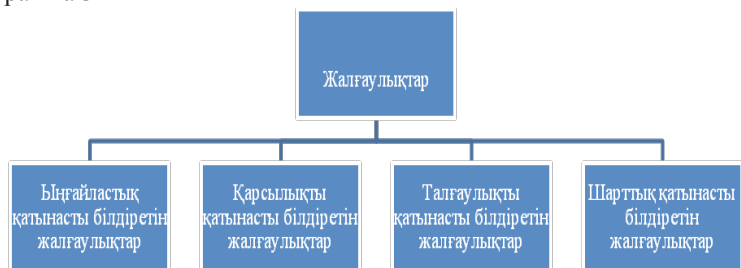 Жалғаулықтар
Ыңғайластық
қатынасты білдіретін
жалғаулықтар
Қарсылықты
қатынасты білдіретін
жалғаулықтар
Талғаулықты
қатынасты білдіретін
жалғаулықтар
Шарттық қатынасты
білдіретін
жалғаулықтар